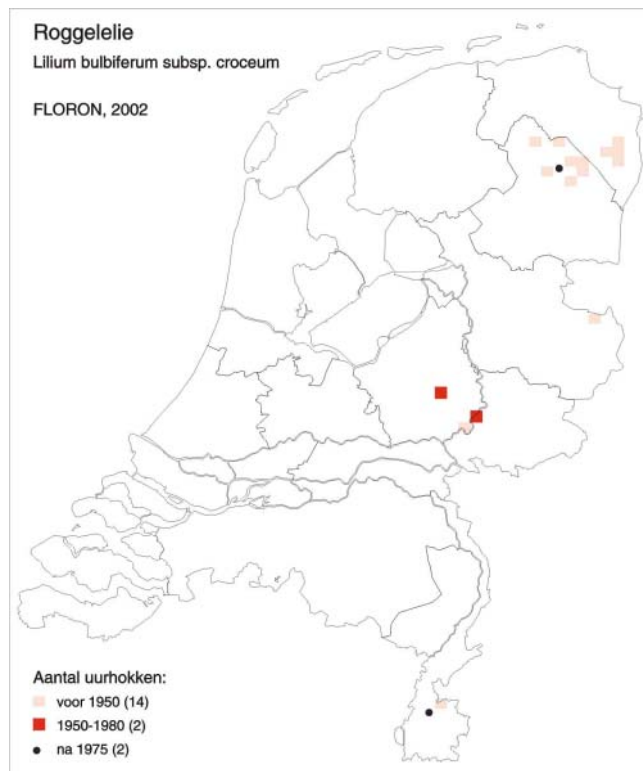 Roggelelie
Lilium bulbiferum subsp. croceum
FLORON, 2002
Aantal uurhokken:
voor 1950 (14)
1950-1980 (2)
na 1975 (2)